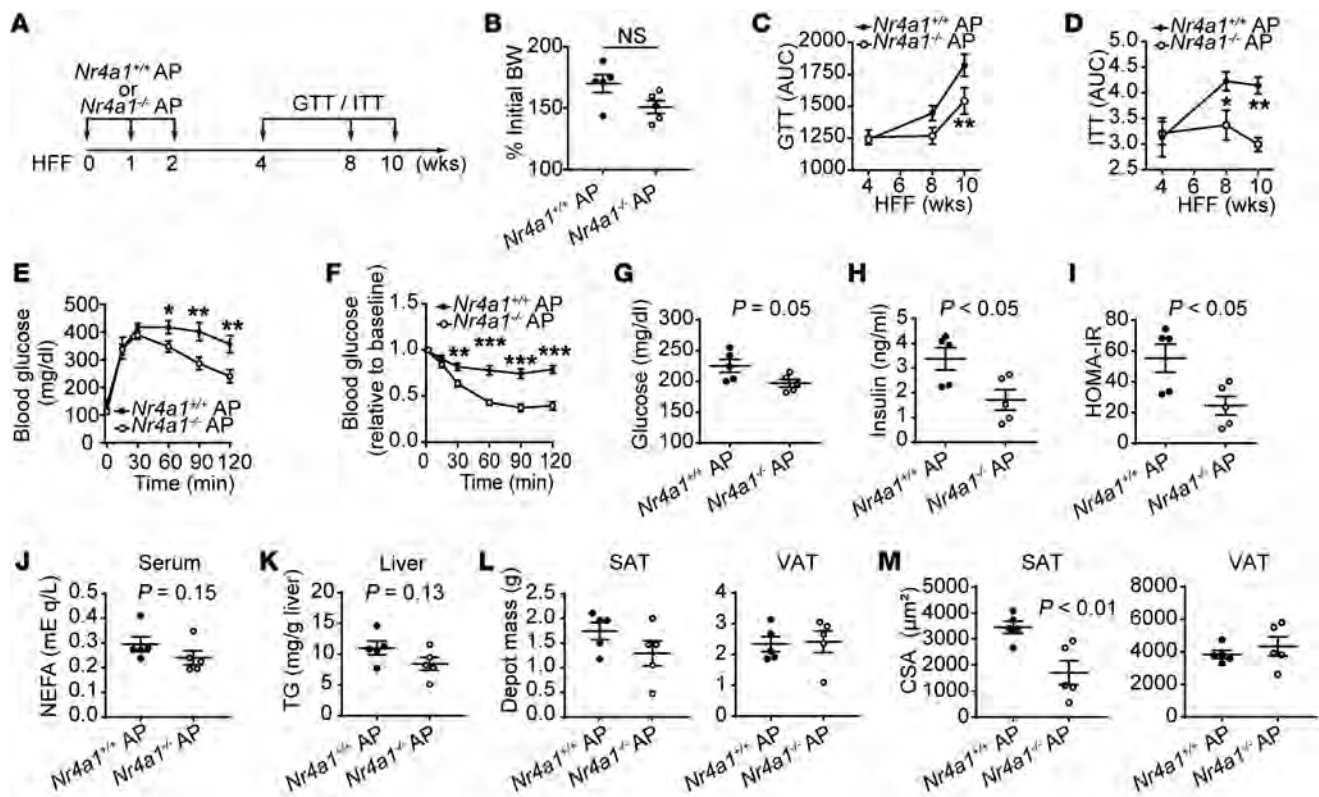 A
Nr4a1+/+ AP
or
Nr4a1-/- AP
GTT / ITT
HFF 0 1 2 4 8 10 (wks)
B
NS
% Initial BW
200
150
100
Nr4a1+/+ AP
Nr4a1-/- AP
C
Nr4a1+/+ AP
Nr4a1-/- AP
GTT (AUC)
2000
1750
1500
1250
1000
**
4 6 8 10
HFF (wks)
D
Nr4a1+/+ AP
Nr4a1-/- AP
ITT (AUC)
5.0
4.5
4.0
3.5
3.0
2.5
* **
4 6 8 10
HFF (wks)
E
Blood glucose
(mg/dl)
500
400
300
200
100
0
* ** **
Nr4a1+/+ AP
Nr4a1-/- AP
0 30 60 90 120
Time (min)
F
Blood glucose
(relative to baseline)
1.5
1.0
0.5
0.0
Nr4a1+/+ AP
Nr4a1-/- AP
** *** *** ***
0 30 60 90 120
Time (min)
G
P = 0.05
Glucose (mg/dl)
300
250
200
150
100
Nr4a1+/+ AP
Nr4a1-/- AP
H
P < 0.05
Insulin (ng/ml)
5
4
3
2
1
0
Nr4a1+/+ AP
Nr4a1-/- AP
I
P < 0.05
HOMA-IR
80
60
40
20
0
Nr4a1+/+ AP
Nr4a1-/- AP
J
Serum
P = 0.15
NEFA (mE q/L)
0.5
0.4
0.3
0.2
0.1
0.0
Nr4a1+/+ AP
Nr4a1-/- AP
K
Liver
P = 0.13
TG (mg/g liver)
20
15
10
5
0
Nr4a1+/+ AP
Nr4a1-/- AP
L
SAT
Depot mass (g)
2.5
2.0
1.5
1.0
0.5
0.0
Nr4a1+/+ AP
Nr4a1-/- AP
VAT
4
3
2
1
0
Nr4a1+/+ AP
Nr4a1-/- AP
M
SAT
P < 0.01
CSA (µm²)
5000
4000
3000
2000
1000
0
Nr4a1+/+ AP
Nr4a1-/- AP
VAT
8000
6000
4000
2000
0
Nr4a1+/+ AP
Nr4a1-/- AP